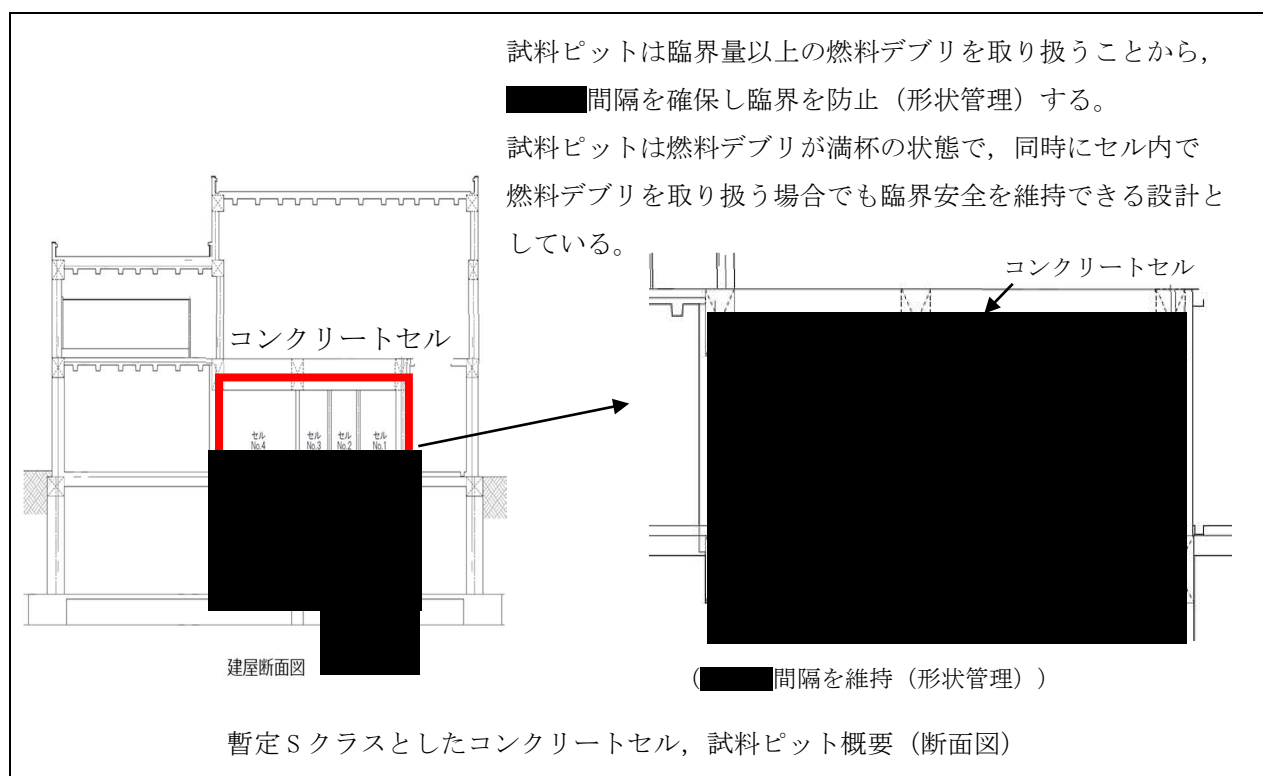 試料ピットは臨界量以上の燃料デブリを取り扱うことから，
間隔を確保し臨界を防止（形状管理）する。
試料ピットは燃料デブリが満杯の状態で，同時にセル内で
燃料デブリを取り扱う場合でも臨界安全を維持できる設計と
している。
コンクリートセル
コンクリートセル
セル
No.4
セル
No.3
セル
No.2
セル
No.1
建屋断面図
（間隔を維持（形状管理））
暫定Sクラスとしたコンクリートセル，試料ピット概要（断面図）